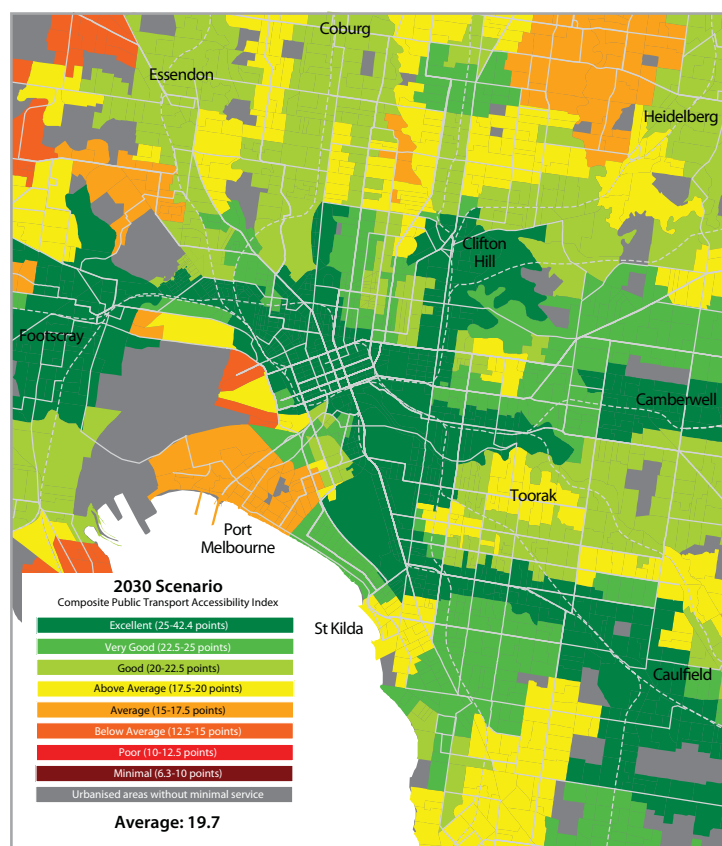 Coburg
Essendon
Heidelberg
Clifton
Hill
Footscray
Camberwell
Toorak
Port
Melbourne
St Kilda
Caulfield
2030 Scenario
Composite Public Transport Accessibility Index
Excellent (25-42.4 points)
Very Good (22.5-25 points)
Good (20-22.5 points)
Above Average (17.5-20 points)
Average (15-17.5 points)
Below Average (12.5-15 points)
Poor (10-12.5 points)
Minimal (6.3-10 points)
Urbanised areas without minimal service
Average: 19.7